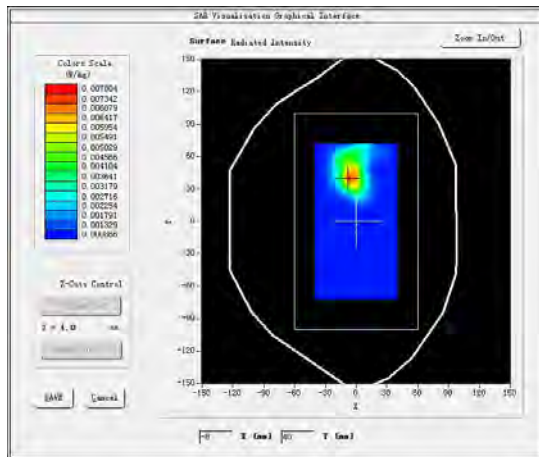 SAR Visualisation Graphical Interface
Surface Radiated Intensity
Zoom In/Out
Colors Scale
(W/kg)
0.007804
0.007342
0.006879
0.006417
0.005954
0.005491
0.005029
0.004566
0.004104
0.003641
0.003179
0.002716
0.002254
0.001791
0.001329
0.000866
150
120
90
60
30
0
-30
-60
-90
-120
-150
-150 -120 -90 -60 -30 0 30 60 90 120 150
X
Z-Cuts Control
SAVE
Cancel
-8 X (mm) 40 Y (mm)